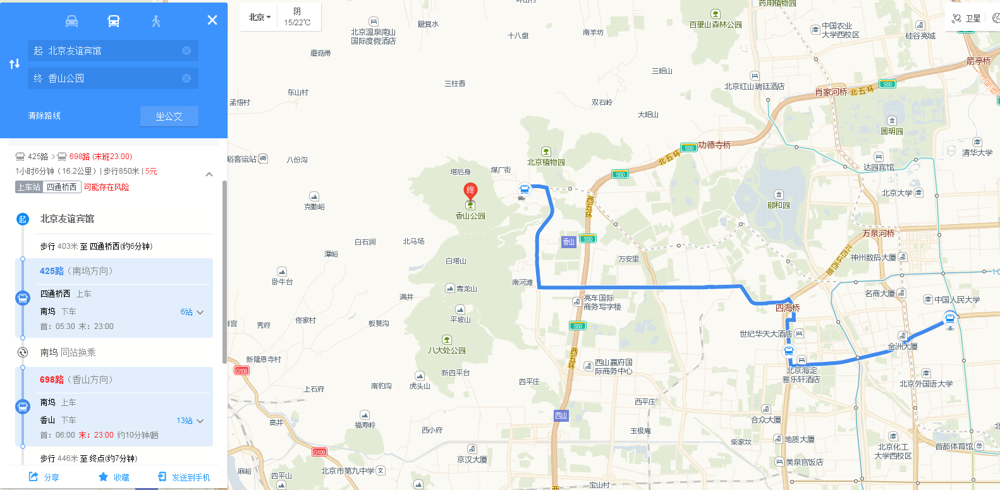 起 北京友谊宾馆
终 香山公园
清除路线
坐公交
425路 > 698路 (末班23:00)
1小时6分钟（16.2公里）| 步行850米 | 5元
上车站 四通桥西 可能存在风险
起 北京友谊宾馆
步行 403米 至 四通桥西(约6分钟)
425路（南坞方向）
四通桥西 上车
南坞 下车 6站
首：05:30 末：23:00
南坞 同站换乘
698路（香山方向）
南坞 上车
香山 下车 13站
首：06:00 末：23:00 约10分钟/趟
步行 446米 至 终点(约7分钟)
分享 收藏 发送到手机
北京
阴
15/22℃
卫星
北京温泉南山
国际度假酒店
簸箕水
十八盘
南羊坊
百望山森林公园
药用植物园
中国农业
大学西校区
硅谷亮城
箭亭桥
蘑菇帚
三昭山
三柱香
北京红山瑞廷酒店
肖家河桥
北五环
S50
东山村
孟悟村
双石岭
大昭山
圆明园
清华大学
功德寺桥
S50
北五环
S50
峪客运站
八份沟
北京植物园
塔后身
煤厂街
达园宾馆
北京大学
颐和园
终
香山公园
克勤峪
西五环
S50
香山
万泉河桥
白石洞
北马场
潭峪
白塔山
万安里
北四环西路
神州数码大厦
卧牛台
南河滩
青龙山
满井
亮车国际
商务写字楼
名商大厦
中国人民大学
四海桥
平坡山
佟家村
秀府
板凳沟
S50
世纪华天大酒店
金洲大厦
八大处公园
西五环
新隆恩寺村
G109
新四平台
西山赢府国
际商务中心
北京海淀
雅乐轩酒店
四平庄
北京外国语大学
上石府
南豹沟
虎头山
西平庄
合众大厦
西山
高井
福寿岭
西小府
玉极庵
柴家坟
地质大厦
北京化工
大学西校区
首都体育馆
G109
京汉大厦
美泉宫饭店
麻峪
四平山
北京市第九中学
西五环
宝山村